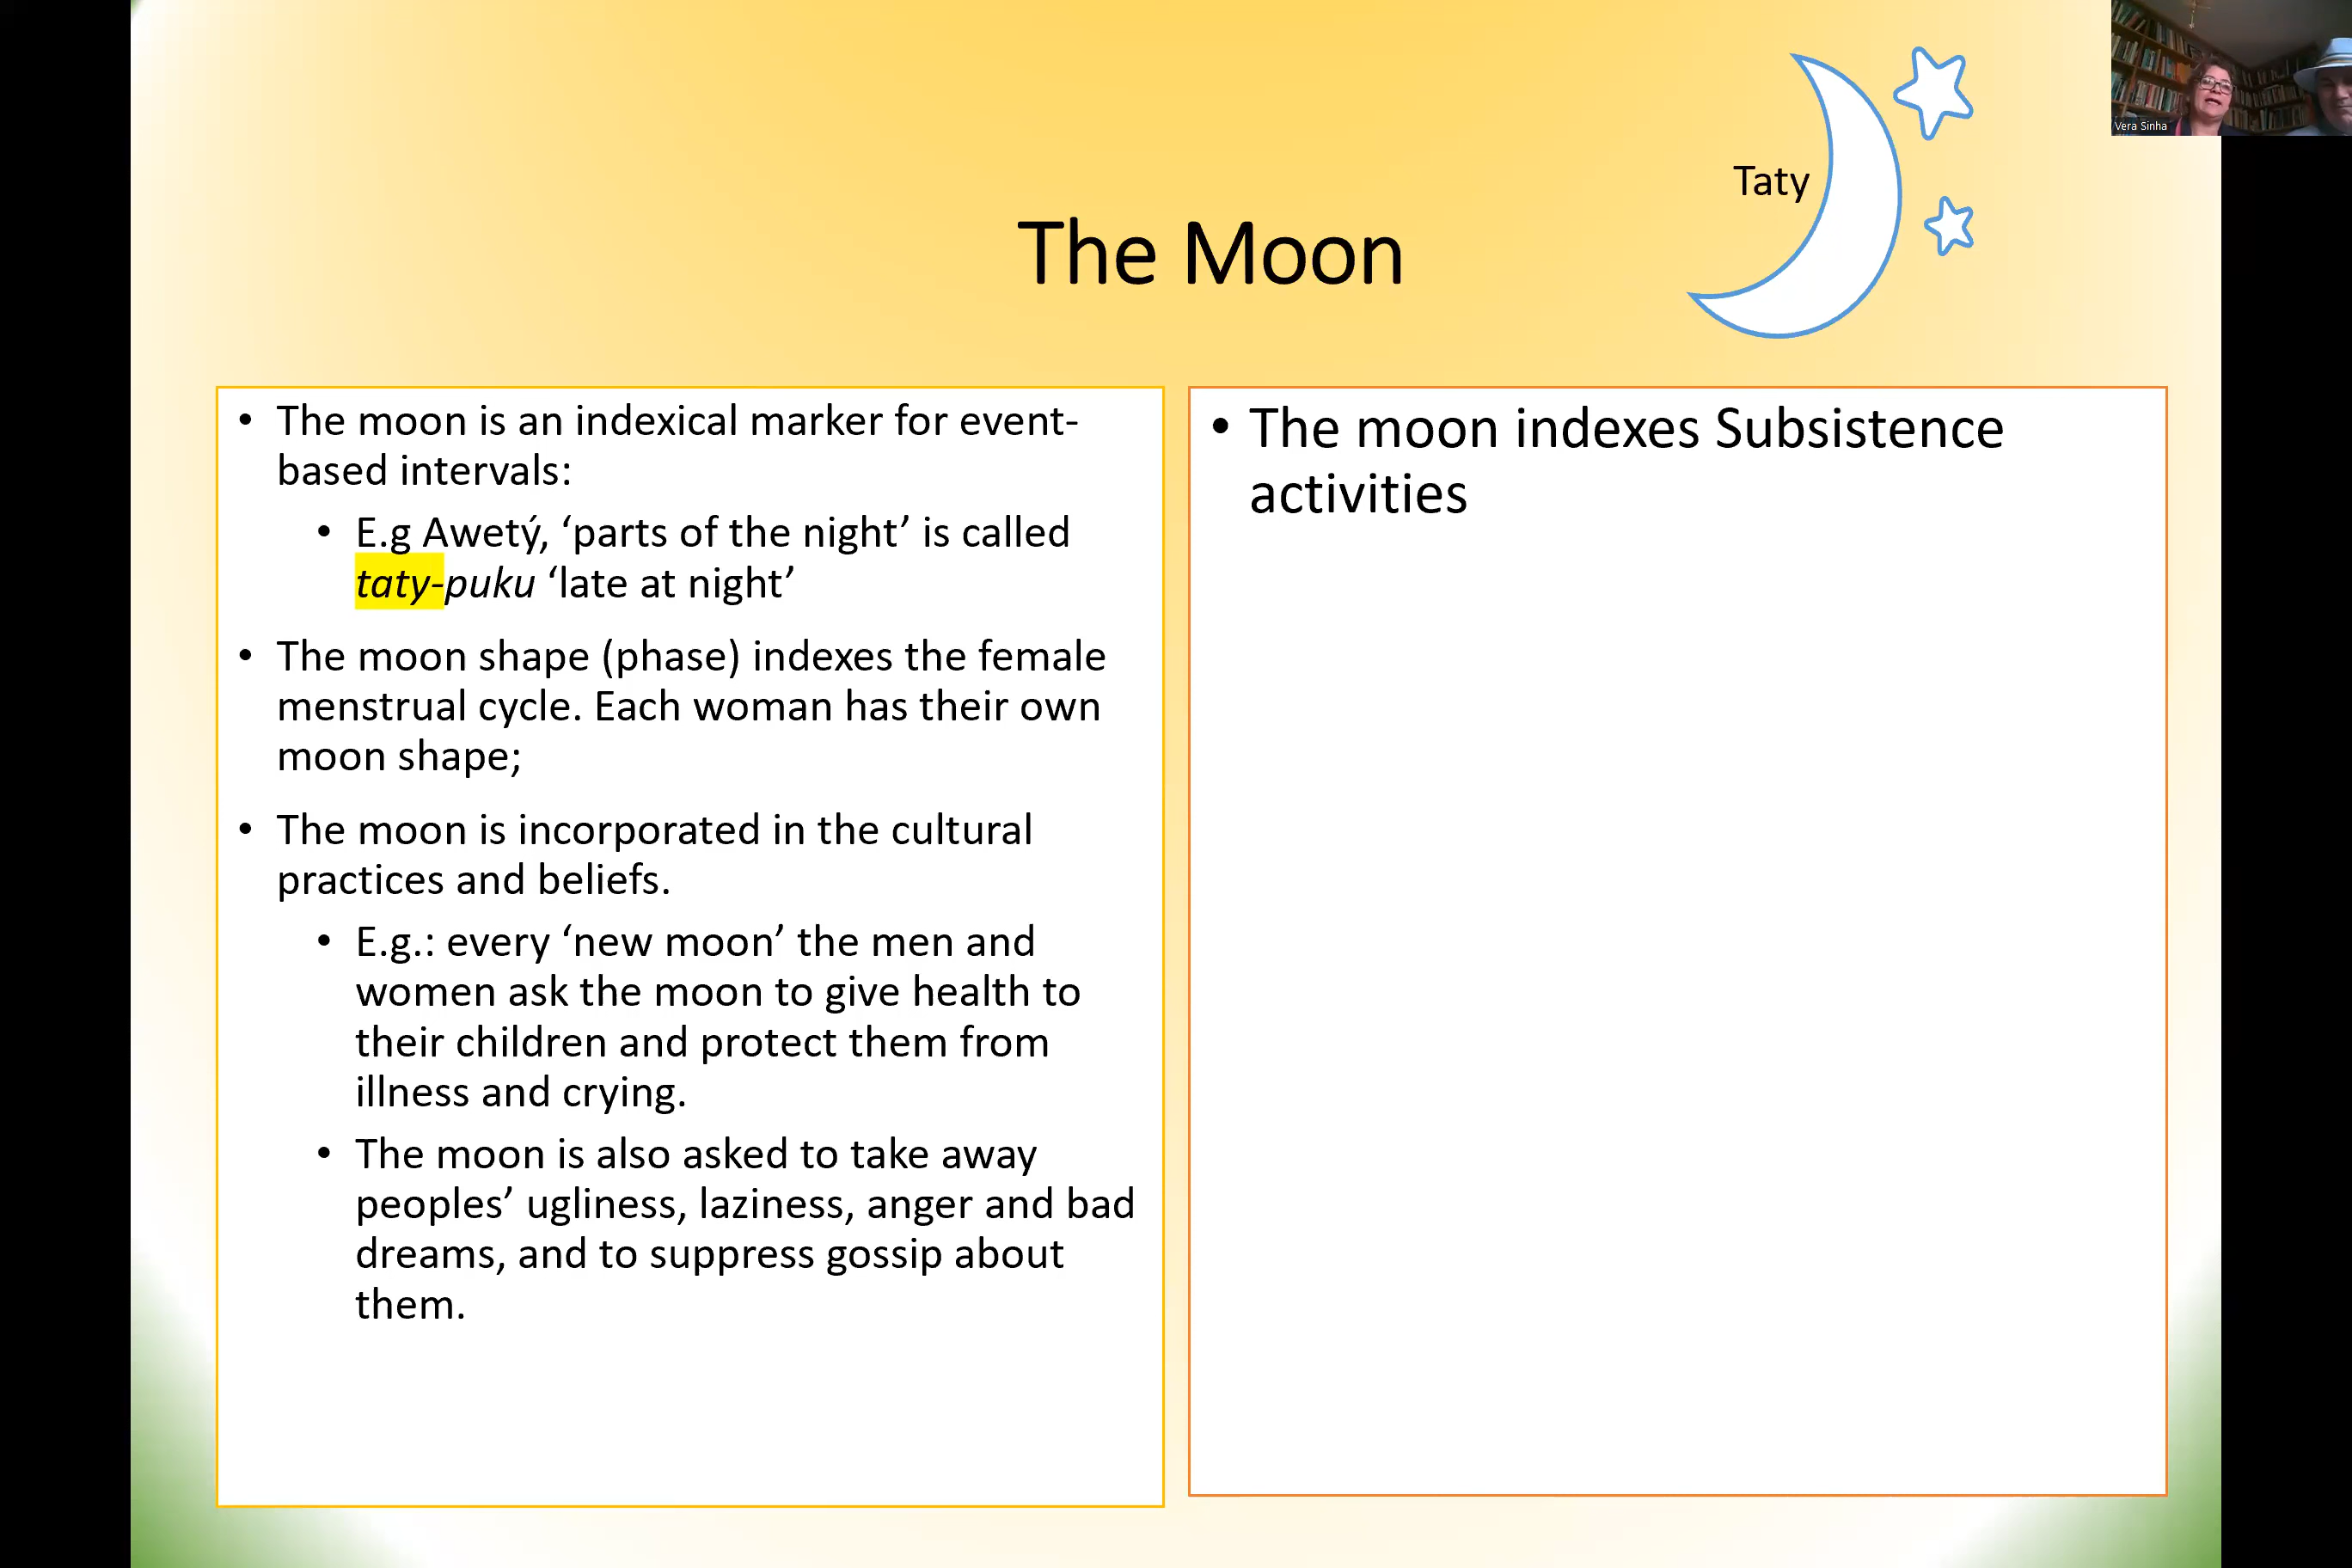 Vera Sinha
Taty
The Moon
• The moon is an indexical marker for event-
based intervals:
• E.g Awetý, ‘parts of the night’ is called
taty-puku ‘late at night’
• The moon shape (phase) indexes the female
menstrual cycle. Each woman has their own
moon shape;
• The moon is incorporated in the cultural
practices and beliefs.
• E.g.: every ‘new moon’ the men and
women ask the moon to give health to
their children and protect them from
illness and crying.
• The moon is also asked to take away
peoples’ ugliness, laziness, anger and bad
dreams, and to suppress gossip about
them.
• The moon indexes Subsistence
activities